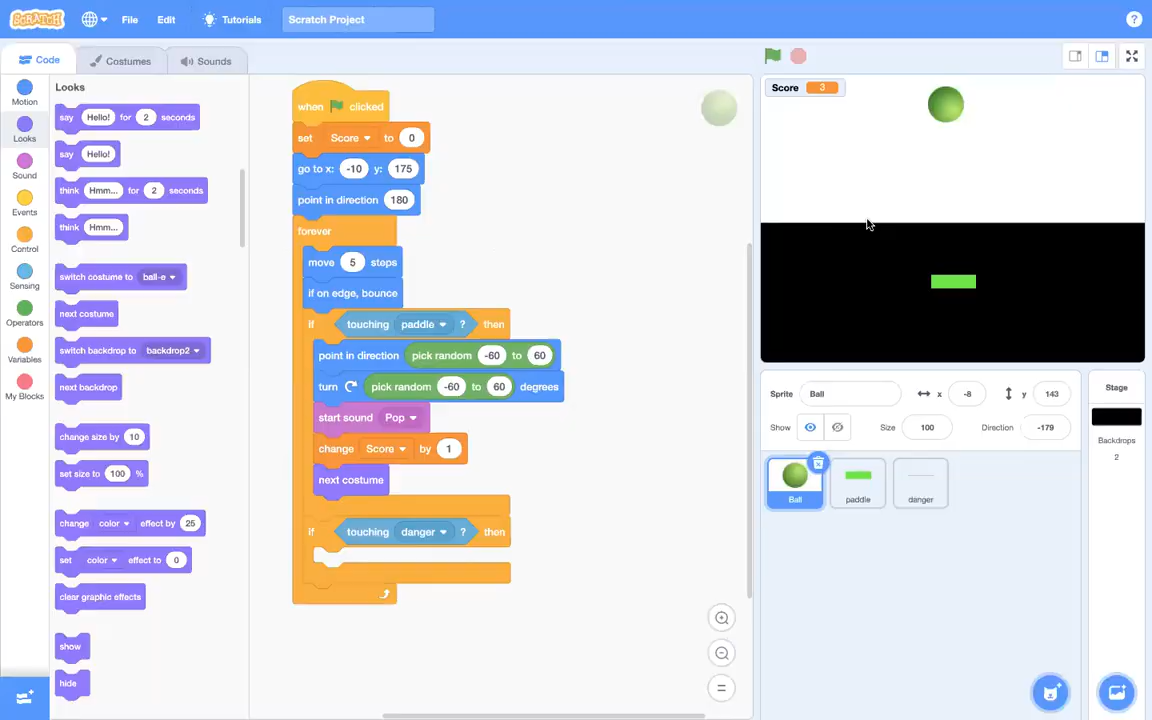 SCRATCH File Edit Tutorials Scratch Project ?
Code Costumes Sounds
Motion
Looks
Sound
Events
Control
Sensing
Operators
Variables
My Blocks
Looks
say Hello! for 2 seconds
say Hello!
think Hmm... for 2 seconds
think Hmm...
switch costume to ball-e
next costume
switch backdrop to backdrop2
next backdrop
change size by 10
set size to 100 %
change color effect by 25
set color effect to 0
clear graphic effects
show
hide
when clicked
set Score to 0
go to x: -10 y: 175
point in direction 180
forever
move 5 steps
if on edge, bounce
if touching paddle ? then
point in direction pick random -60 to 60
turn pick random -60 to 60 degrees
start sound Pop
change Score by 1
next costume
if touching danger ? then
Score 3
Sprite Ball x -8 y 143
Show Size 100 Direction -179
Ball paddle danger
Stage
Backdrops
2